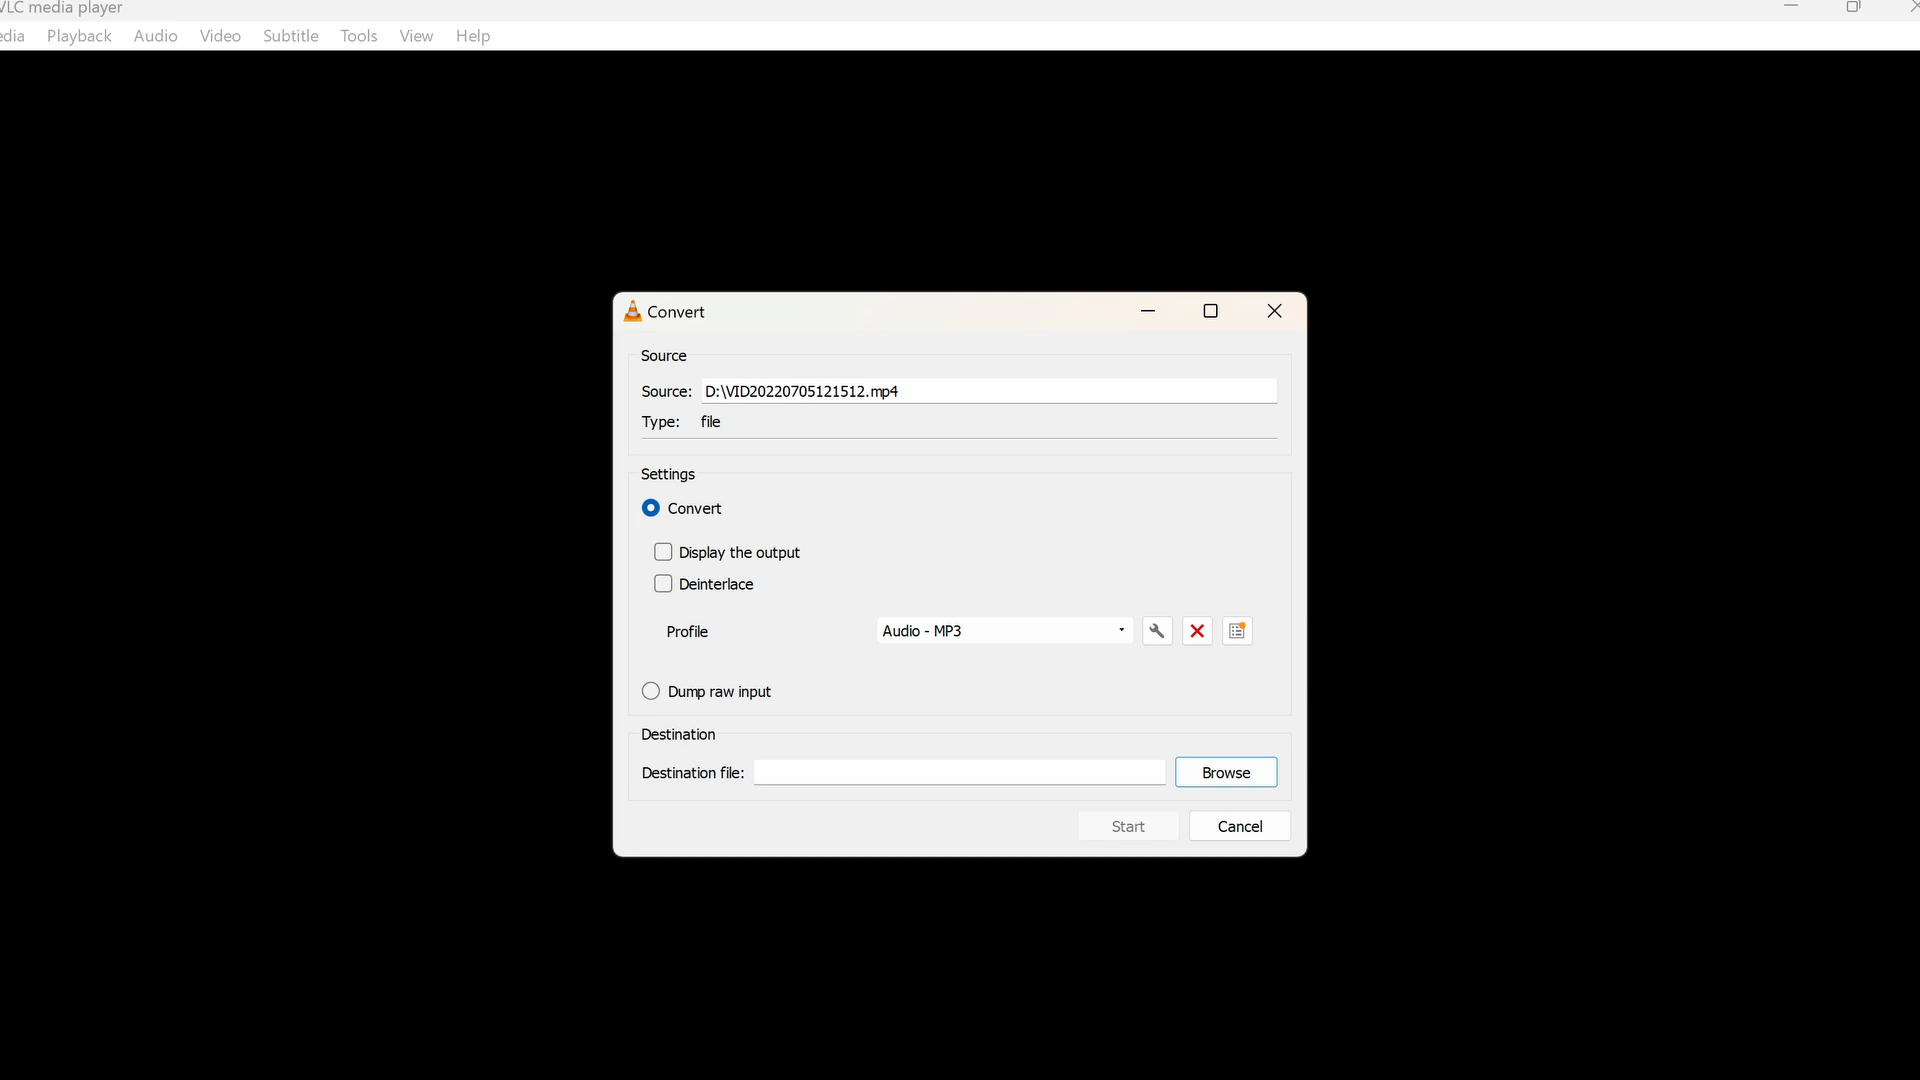 VLC media player
edia Playback Audio Video Subtitle Tools View Help
Convert
Source
Source: D:\VID20220705121512.mp4
Type: file
Settings
Convert
Display the output
Deinterlace
Profile Audio - MP3
Dump raw input
Destination
Destination file: Browse
Start Cancel